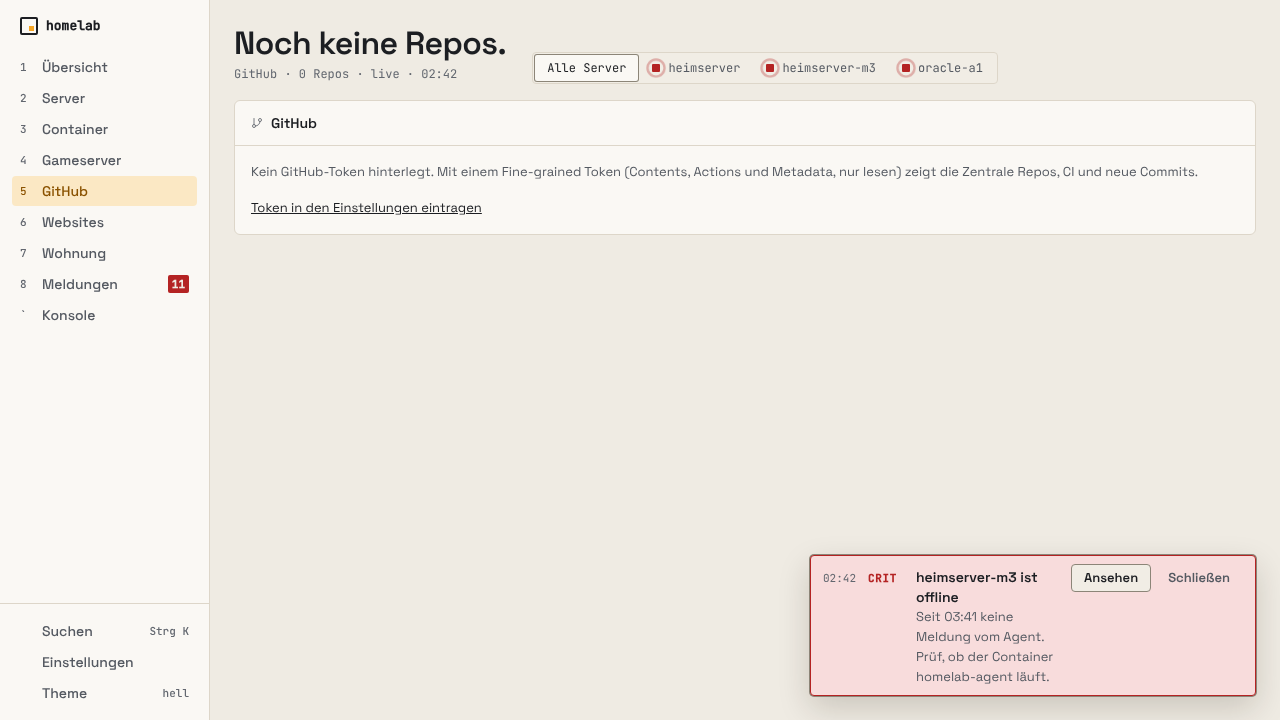 homelab
1 Übersicht
2 Server
3 Container
4 Gameserver
5 GitHub
6 Websites
7 Wohnung
8 Meldungen 11
` Konsole
Suchen Strg K
Einstellungen
Theme hell
Noch keine Repos.
GitHub · 0 Repos · live · 02:42
Alle Server heimserver heimserver-m3 oracle-a1
GitHub
Kein GitHub-Token hinterlegt. Mit einem Fine-grained Token (Contents, Actions und Metadata, nur lesen) zeigt die Zentrale Repos, CI und neue Commits.
Token in den Einstellungen eintragen
02:42 CRIT heimserver-m3 ist Ansehen Schließen
offline
Seit 03:41 keine
Meldung vom Agent.
Prüf, ob der Container
homelab-agent läuft.